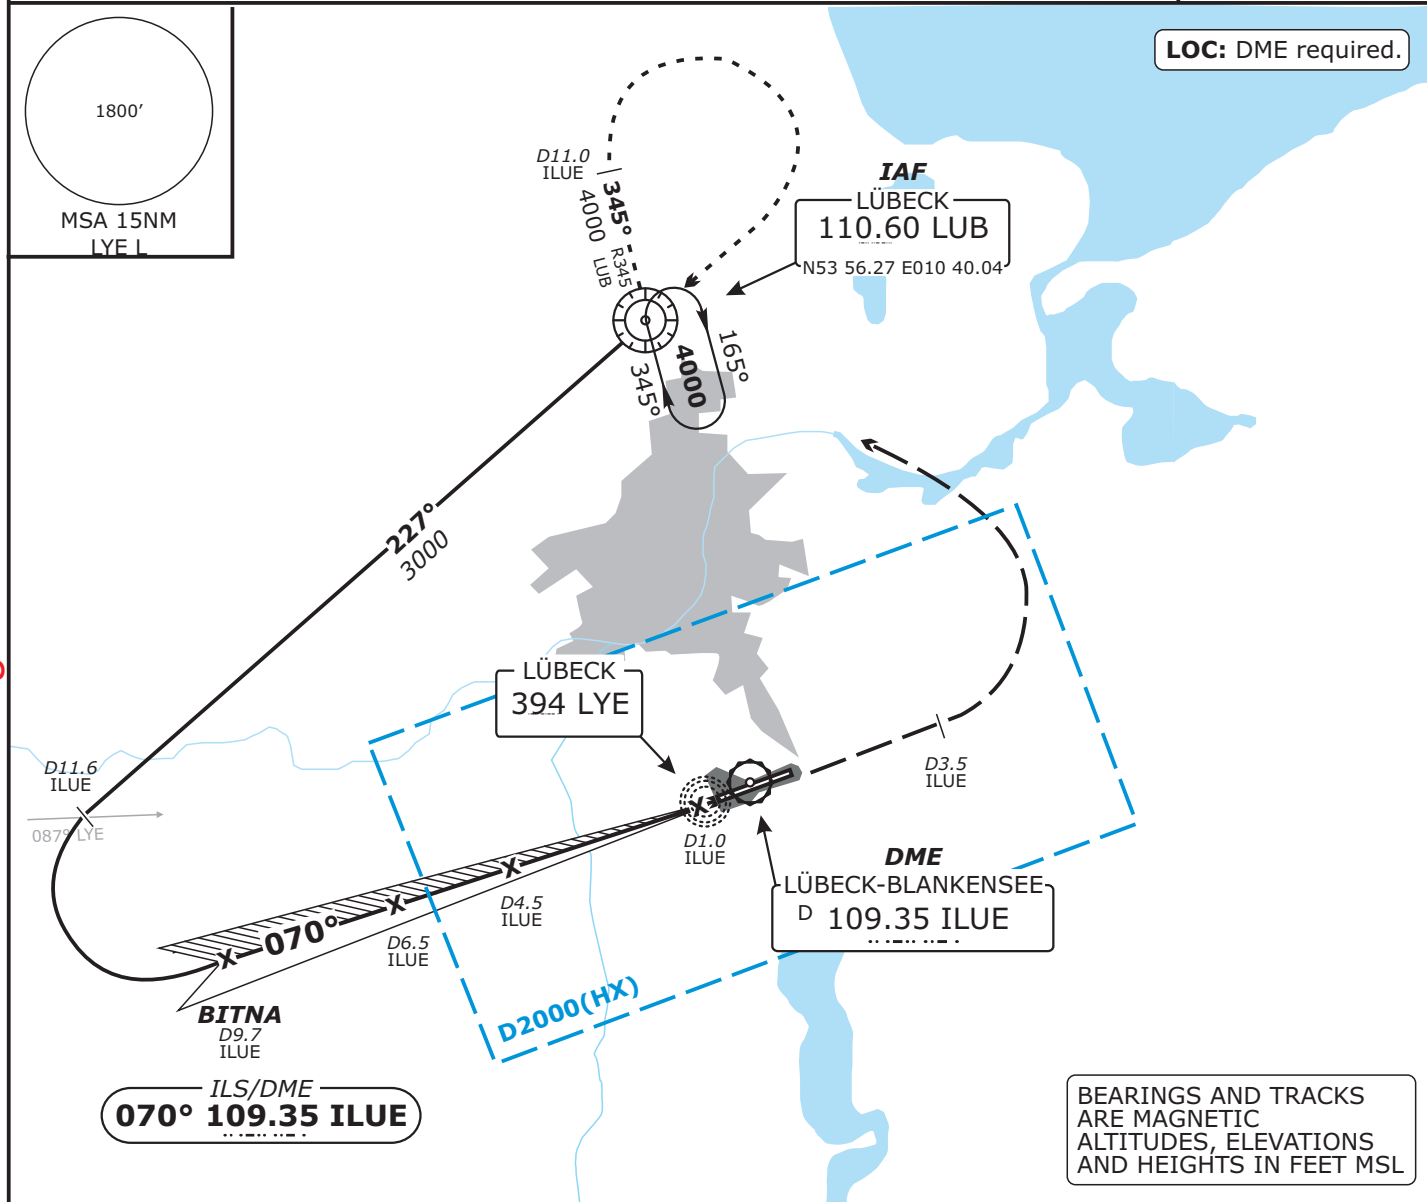 1800’
MSA 15NM
LYE L
LOC: DME required.
D11.0
ILUE
345°
4000
R345
LUB
IAF
LÜBECK
110.60 LUB
N53 56.27 E010 40.04
4000
345°
165°
227°
3000
LÜBECK
394 LYE
D11.6
ILUE
087° LYE
D3.5
ILUE
D1.0
ILUE
DME
LÜBECK-BLANKENSEE
D 109.35 ILUE
D4.5
ILUE
070°
D6.5
ILUE
BITNA
D9.7
ILUE
D2000(HX)
ILS/DME
070° 109.35 ILUE
BEARINGS AND TRACKS
ARE MAGNETIC
ALTITUDES, ELEVATIONS
AND HEIGHTS IN FEET MSL